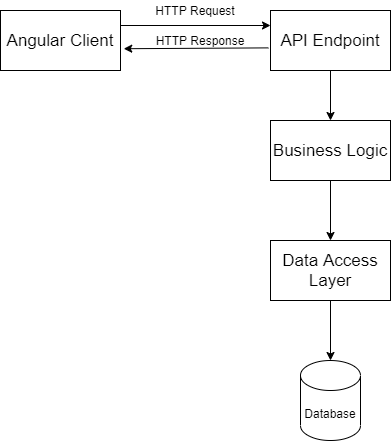 HTTP Request
Angular Client
API Endpoint
HTTP Response
Business Logic
Data Access
Layer
Database